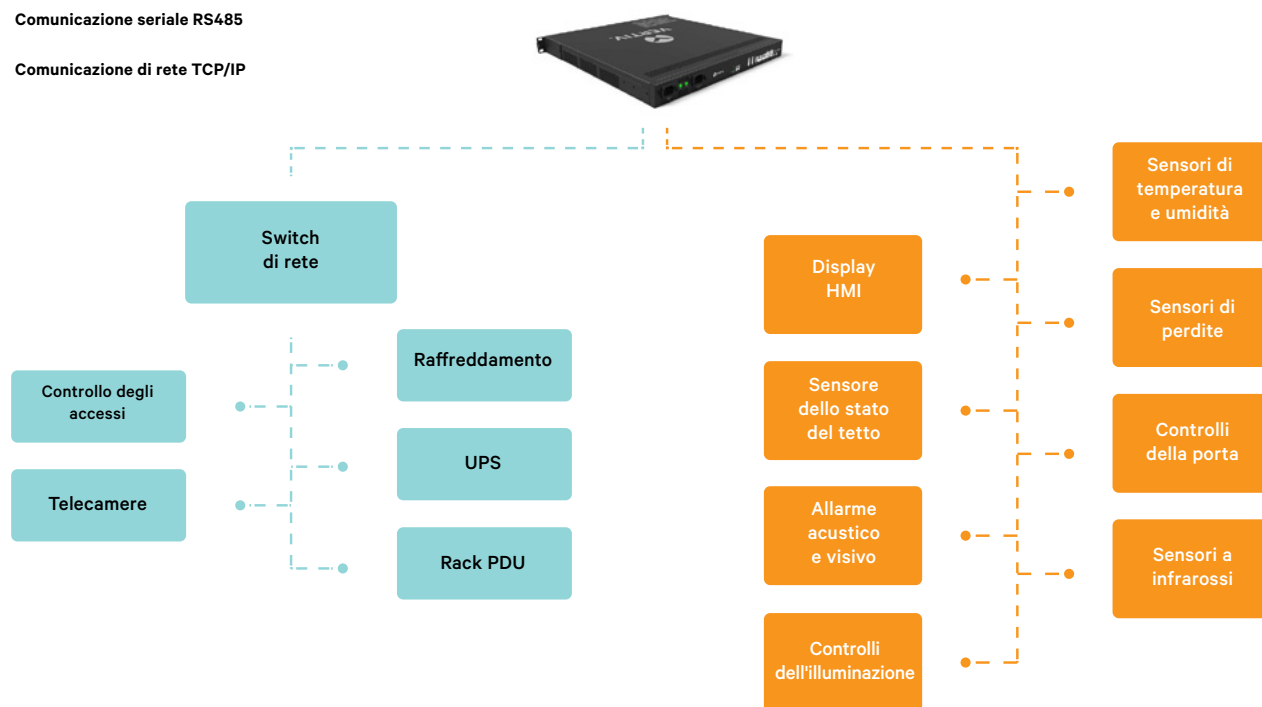 Comunicazione seriale RS485
Comunicazione di rete TCP/IP
VERTIV
Switch
di rete
Raffreddamento
Controllo degli
accessi
UPS
Telecamere
Rack PDU
Display
HMI
Sensore
dello stato
del tetto
Allarme
acustico
e visivo
Controlli
dell'illuminazione
Sensori di
temperatura
e umidità
Sensori di
perdite
Controlli
della porta
Sensori a
infrarossi